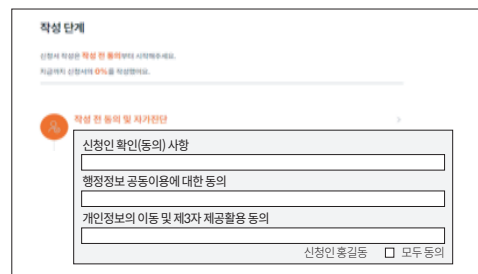 작성 단계
신청서 작성은 작성 전 동의부터 시작해주세요.
지금까지 신청서의 0%를 작성했어요.
작성 전 동의 및 자가진단
신청인 확인(동의) 사항
행정정보 공동이용에 대한 동의
개인정보의 이동 및 제3자 제공활용 동의
신청인 홍길동 □ 모두 동의